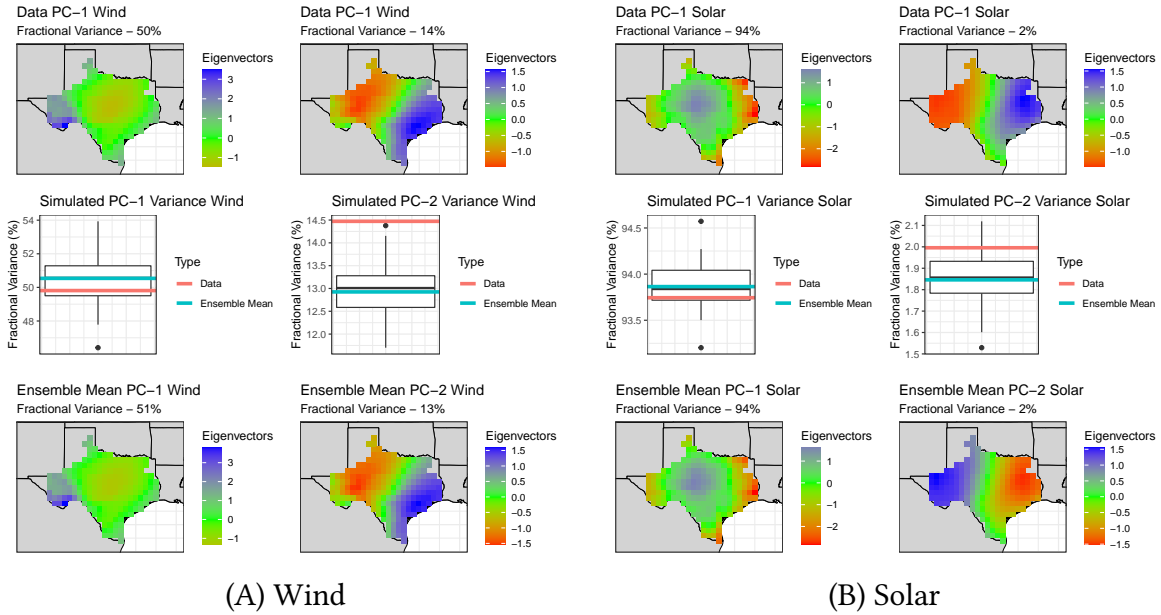 Data PC−1 Wind
Fractional Variance − 50%
Eigenvectors
3
2
1
0
−1
Data PC−1 Wind
Fractional Variance − 14%
Eigenvectors
1.5
1.0
0.5
0.0
−0.5
−1.0
Data PC−1 Solar
Fractional Variance − 94%
Eigenvectors
1
0
−1
−2
Data PC−1 Solar
Fractional Variance − 2%
Eigenvectors
1.5
1.0
0.5
0.0
−0.5
−1.0
Simulated PC−1 Variance Wind
Fractional Variance (%)
54
52
50
48
Type
Data
Ensemble Mean
Simulated PC−2 Variance Wind
14.5
14.0
13.5
13.0
12.5
12.0
Simulated PC−1 Variance Solar
Fractional Variance (%)
94.5
94.0
93.5
Type
Data
Ensemble Mean
Simulated PC−2 Variance Solar
Fractional Variance (%)
2.1
2.0
1.9
1.8
1.7
1.6
1.5
Ensemble Mean PC−1 Wind
Fractional Variance − 51%
Eigenvectors
3
2
1
0
−1
Ensemble Mean PC−2 Wind
Fractional Variance − 13%
Eigenvectors
1.5
1.0
0.5
0.0
−0.5
−1.0
−1.5
Ensemble Mean PC−1 Solar
Fractional Variance − 94%
Eigenvectors
1
0
−1
−2
Ensemble Mean PC−2 Solar
Fractional Variance − 2%
Eigenvectors
1.5
1.0
0.5
0.0
−0.5
−1.0
−1.5
(A) Wind
(B) Solar